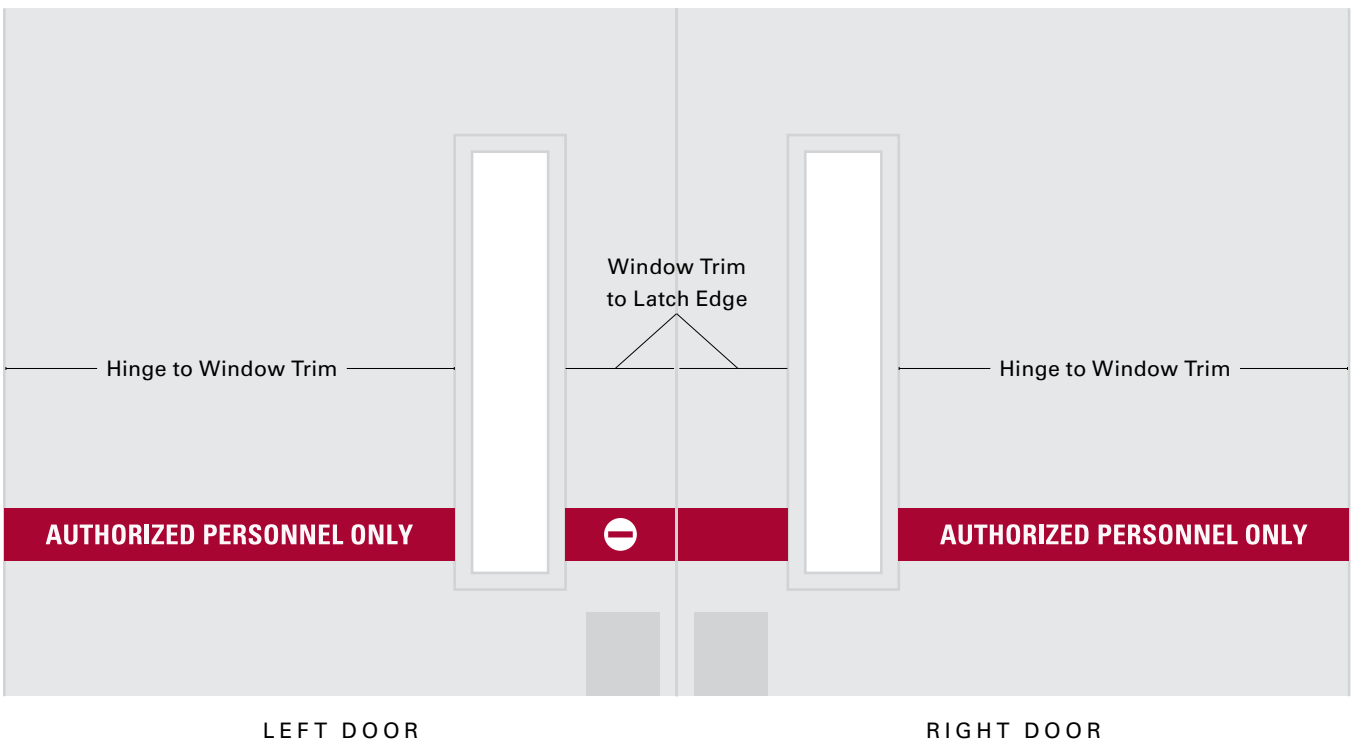 Window Trim
to Latch Edge
Hinge to Window Trim
Hinge to Window Trim
AUTHORIZED PERSONNEL ONLY
AUTHORIZED PERSONNEL ONLY
LEFT DOOR
RIGHT DOOR